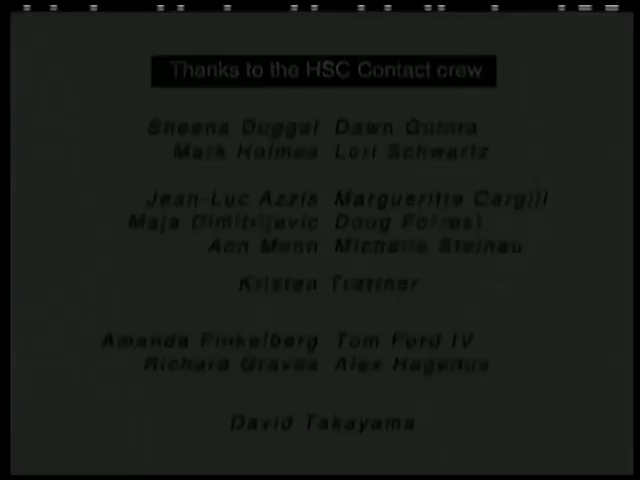 Thanks to the HSC Contact crew
Sheena Duggal Dawn Guinta
Mark Holmes Lori Schwartz
Jean-Luc Azzis Margueritte Cargill
Maja Dimitrijevic Doug Forrest
Ann Monn Michelle Steinau
Kristen Trattner
Amanda Finkelberg Tom Ford IV
Richard Graves Alex Hagedus
David Takayama